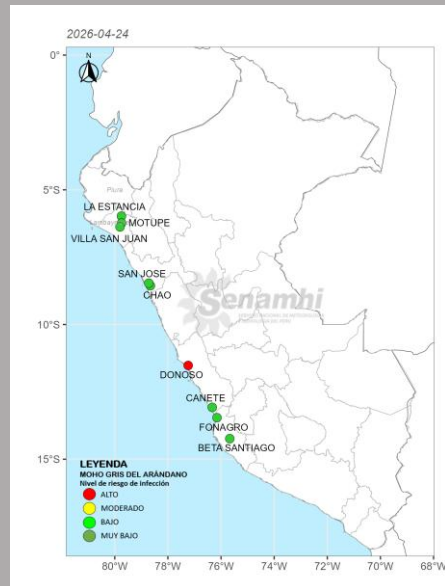 2026-04-24
N
0°
5°S
Piura
LA ESTANCIA
MOTUPE
VILLA SAN JUAN
SAN JOSE
CHAO
Senamhi
10°S
DONOSO
CAÑETE
FONAGRO
BETA SANTIAGO
15°S
LEYENDA
MOHO GRIS DEL ARÁNDANO
Nivel de riesgo de infección
ALTO
MODERADO
BAJO
MUY BAJO
80°W 78°W 76°W 74°W 72°W 70°W 68°W